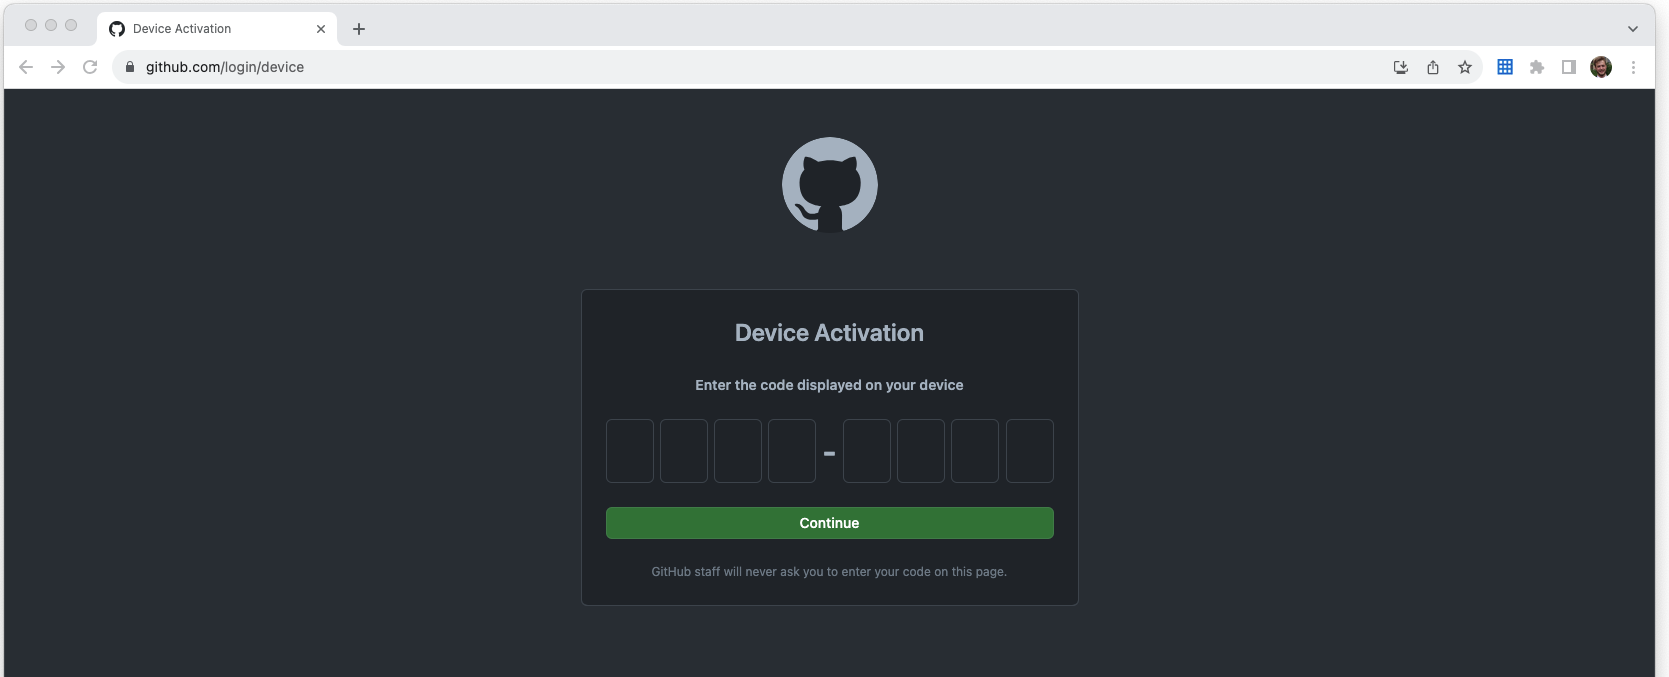 Device Activation
github.com/login/device
Device Activation
Enter the code displayed on your device
-
Continue
GitHub staff will never ask you to enter your code on this page.